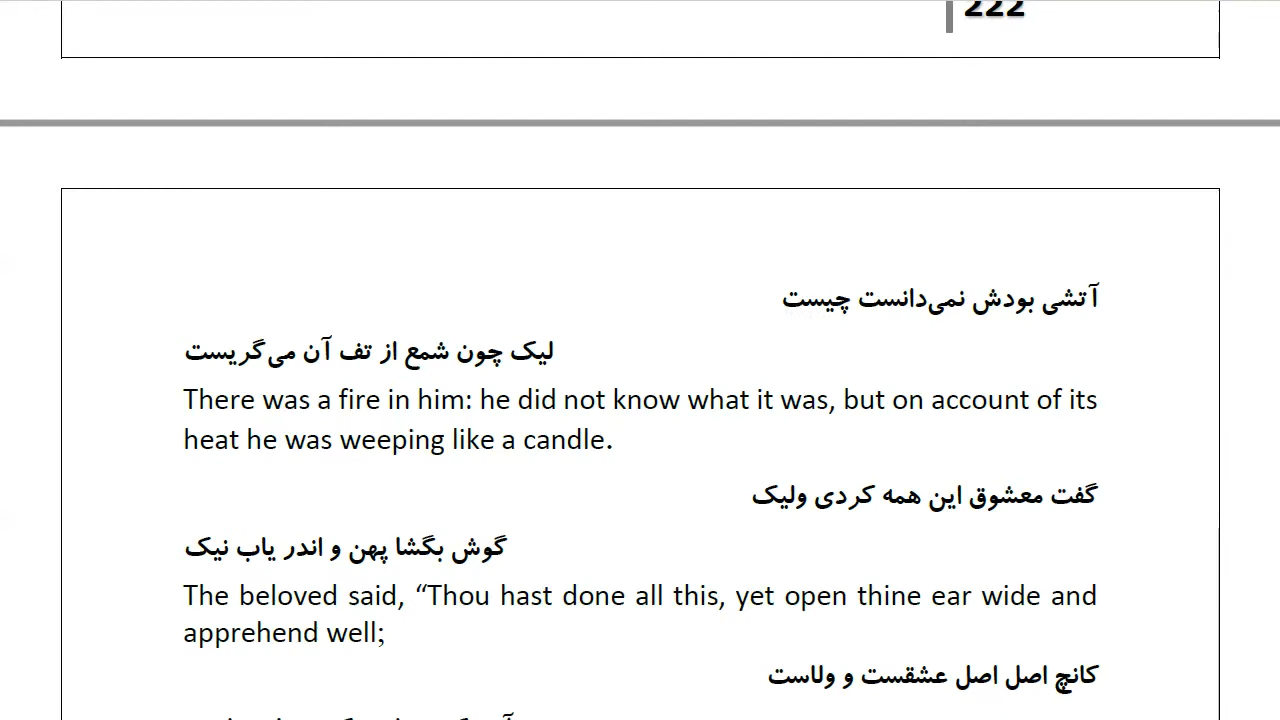 222
آتشی بودش نمی‌دانست چیست
لیک چون شمع از تف آن می‌گریست
There was a fire in him: he did not know what it was, but on account of its
heat he was weeping like a candle.
گفت معشوق این همه کردی ولیک
گوش بگشا پهن و اندر یاب نیک
The beloved said, “Thou hast done all this, yet open thine ear wide and
apprehend well;
کانچ اصل اصل عشقست و ولاست